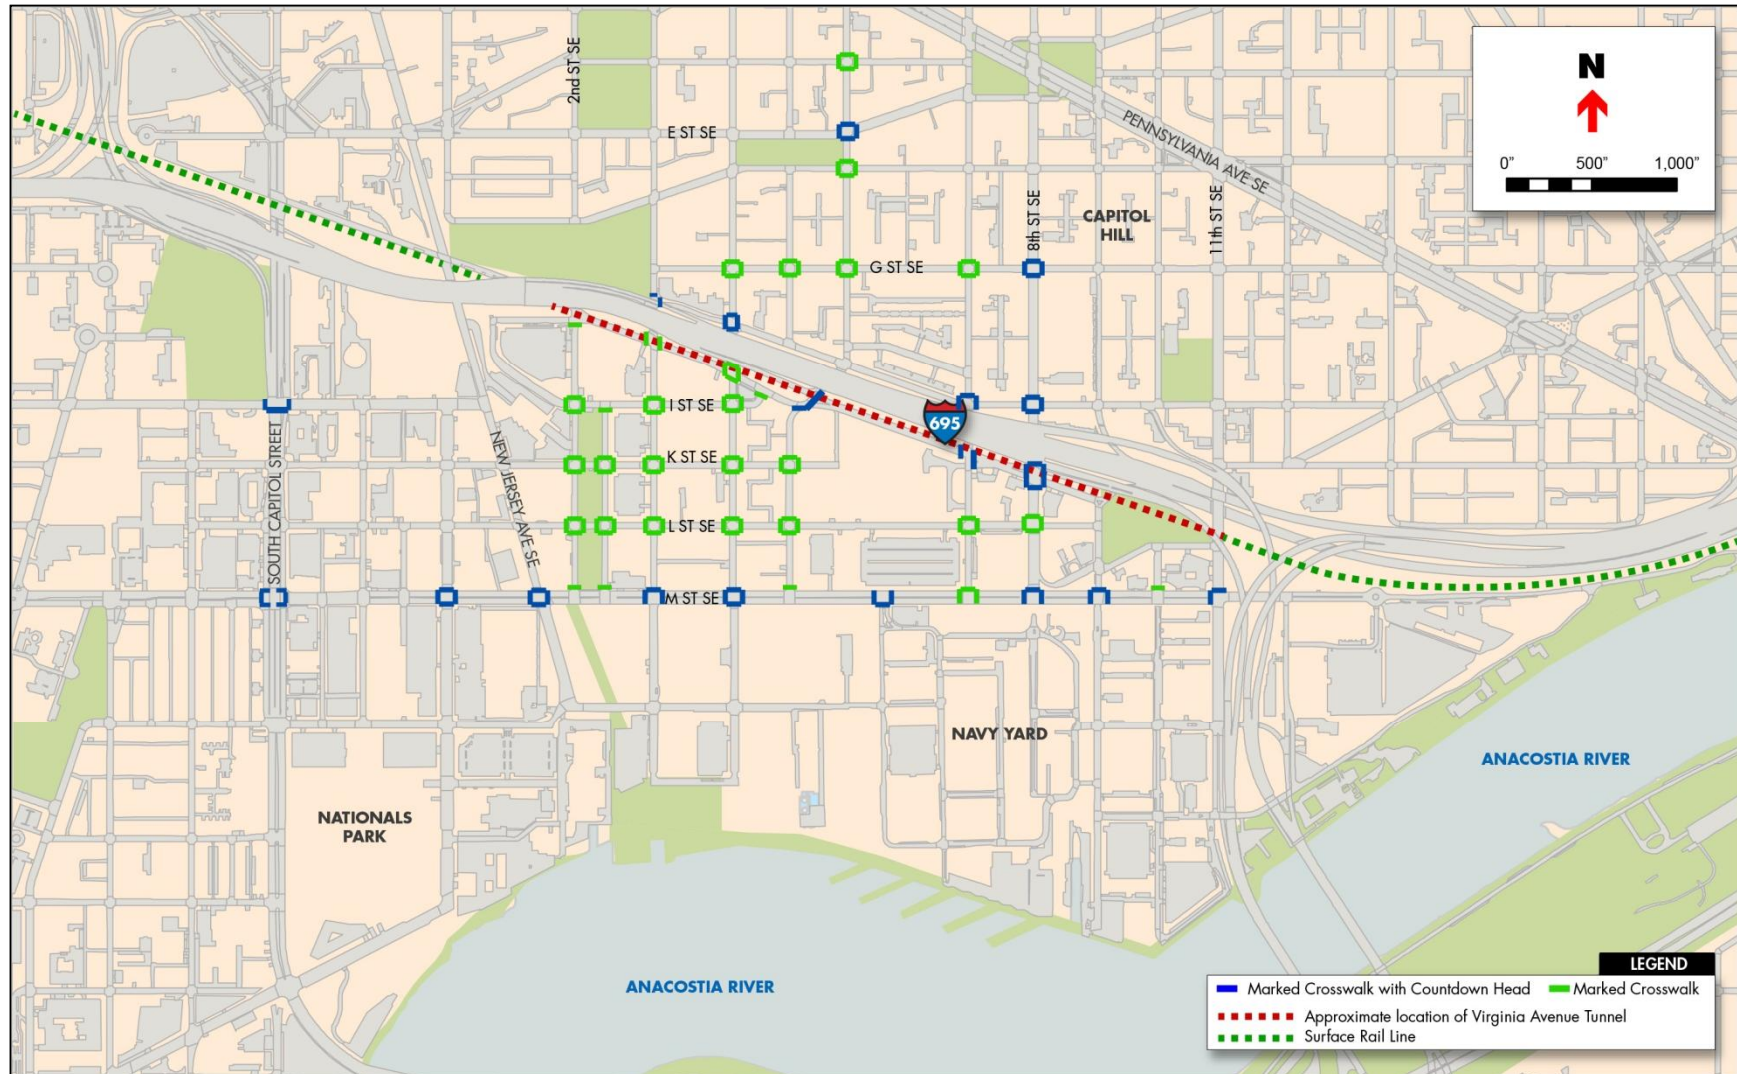 N
0"
500"
1,000"
2nd ST SE
E ST SE
PENNSYLVANIA AVE SE
8th ST SE
CAPITOL
HILL
11th ST SE
G ST SE
I ST SE
695
SOUTH CAPITOL STREET
NEW JERSEY AVE SE
K ST SE
L ST SE
M ST SE
NAVY YARD
ANACOSTIA RIVER
NATIONALS
PARK
ANACOSTIA RIVER
LEGEND
Marked Crosswalk with Countdown Head
Marked Crosswalk
Approximate location of Virginia Avenue Tunnel
Surface Rail Line